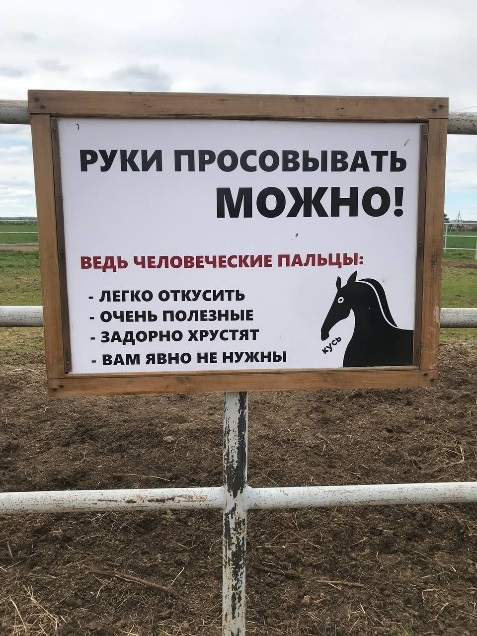 РУКИ ПРОСОВЫВАТЬ
МОЖНО!
ВЕДЬ ЧЕЛОВЕЧЕСКИЕ ПАЛЬЦЫ:
- ЛЕГКО ОТКУСИТЬ
- ОЧЕНЬ ПОЛЕЗНЫЕ
- ЗАДОРНО ХРУСТЯТ
- ВАМ ЯВНО НЕ НУЖНЫ
кусь